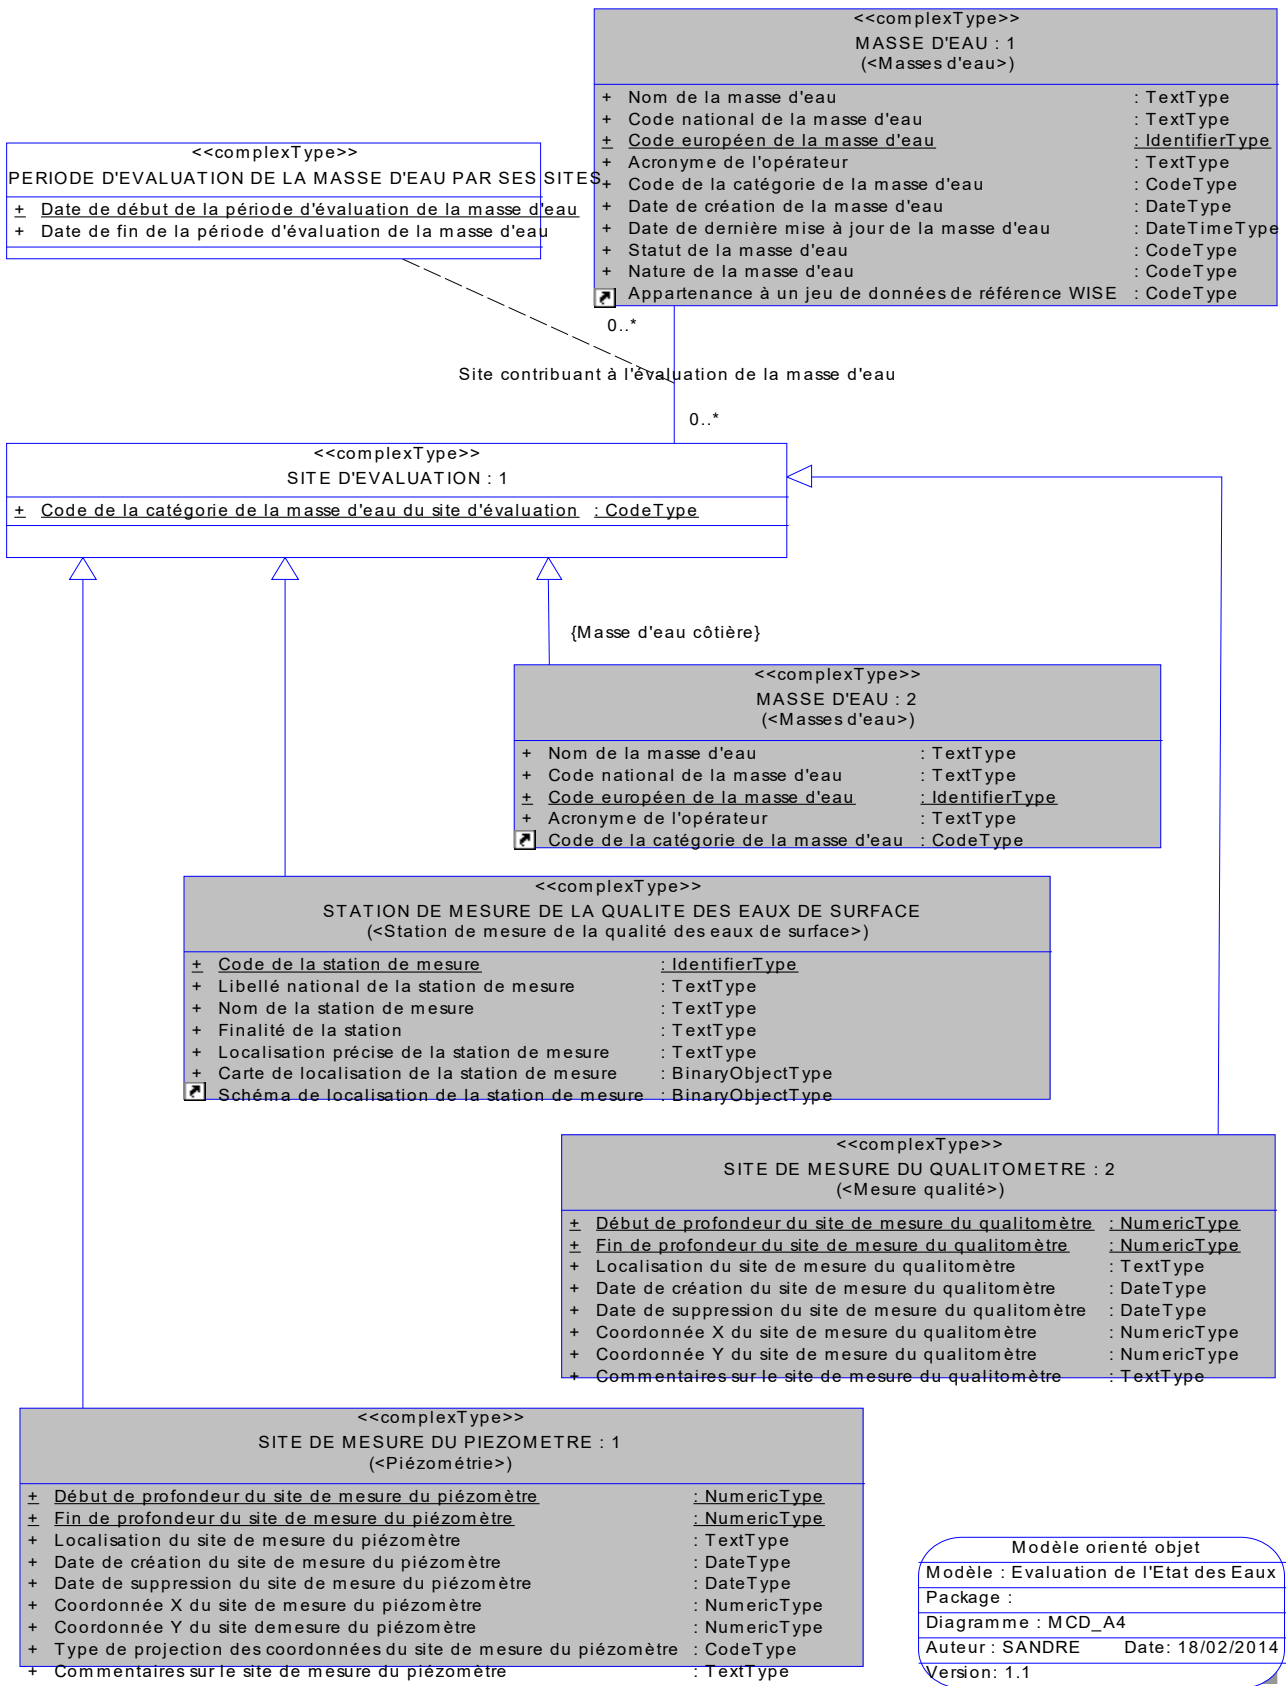 <<complexType>>
MASSE D'EAU : 1
(<Masses d'eau>)
+ Nom de la masse d'eau : TextType
+ Code national de la masse d'eau : TextType
+ Code européen de la masse d'eau : IdentifierType
+ Acronyme de l'opérateur : TextType
+ Code de la catégorie de la masse d'eau : CodeType
+ Date de création de la masse d'eau : DateType
+ Date de dernière mise à jour de la masse d'eau : DateTimeType
+ Statut de la masse d'eau : CodeType
+ Nature de la masse d'eau : CodeType
Appartenance à un jeu de données de référence WISE : CodeType
<<complexType>>
PERIODE D'EVALUATION DE LA MASSE D'EAU PAR SES SITES
+ Date de début de la période d'évaluation de la masse d'eau
+ Date de fin de la période d'évaluation de la masse d'eau
0..*
Site contribuant à l'évaluation de la masse d'eau
0..*
<<complexType>>
SITE D'EVALUATION : 1
+ Code de la catégorie de la masse d'eau du site d'évaluation : CodeType
{Masse d'eau côtière}
<<complexType>>
MASSE D'EAU : 2
(<Masses d'eau>)
+ Nom de la masse d'eau : TextType
+ Code national de la masse d'eau : TextType
+ Code européen de la masse d'eau : IdentifierType
+ Acronyme de l'opérateur : TextType
Code de la catégorie de la masse d'eau : CodeType
<<complexType>>
STATION DE MESURE DE LA QUALITE DES EAUX DE SURFACE
(<Station de mesure de la qualité des eaux de surface>)
+ Code de la station de mesure : IdentifierType
+ Libellé national de la station de mesure : TextType
+ Nom de la station de mesure : TextType
+ Finalité de la station : TextType
+ Localisation précise de la station de mesure : TextType
+ Carte de localisation de la station de mesure : BinaryObjectType
Schéma de localisation de la station de mesure : BinaryObjectType
<<complexType>>
SITE DE MESURE DU QUALITOMETRE : 2
(<Mesure qualité>)
+ Début de profondeur du site de mesure du qualitomètre : NumericType
+ Fin de profondeur du site de mesure du qualitomètre : NumericType
+ Localisation du site de mesure du qualitomètre : TextType
+ Date de création du site de mesure du qualitomètre : DateType
+ Date de suppression du site de mesure du qualitomètre : DateType
+ Coordonnée X du site de mesure du qualitomètre : NumericType
+ Coordonnée Y du site de mesure du qualitomètre : NumericType
+ Commentaires sur le site de mesure du qualitomètre : TextType
<<complexType>>
SITE DE MESURE DU PIEZOMETRE : 1
(<Piézométrie>)
+ Début de profondeur du site de mesure du piézomètre : NumericType
+ Fin de profondeur du site de mesure du piézomètre : NumericType
+ Localisation du site de mesure du piézomètre : TextType
+ Date de création du site de mesure du piézomètre : DateType
+ Date de suppression du site de mesure du piézomètre : DateType
+ Coordonnée X du site de mesure du piézomètre : NumericType
+ Coordonnée Y du site demesure du piézomètre : NumericType
+ Type de projection des coordonnées du site de mesure du piézomètre : CodeType
+ Commentaires sur le site de mesure du piézomètre : TextType
Modèle orienté objet
Modèle : Evaluation de l'Etat des Eaux
Package :
Diagramme : MCD_A4
Auteur : SANDRE Date: 18/02/2014
Version: 1.1